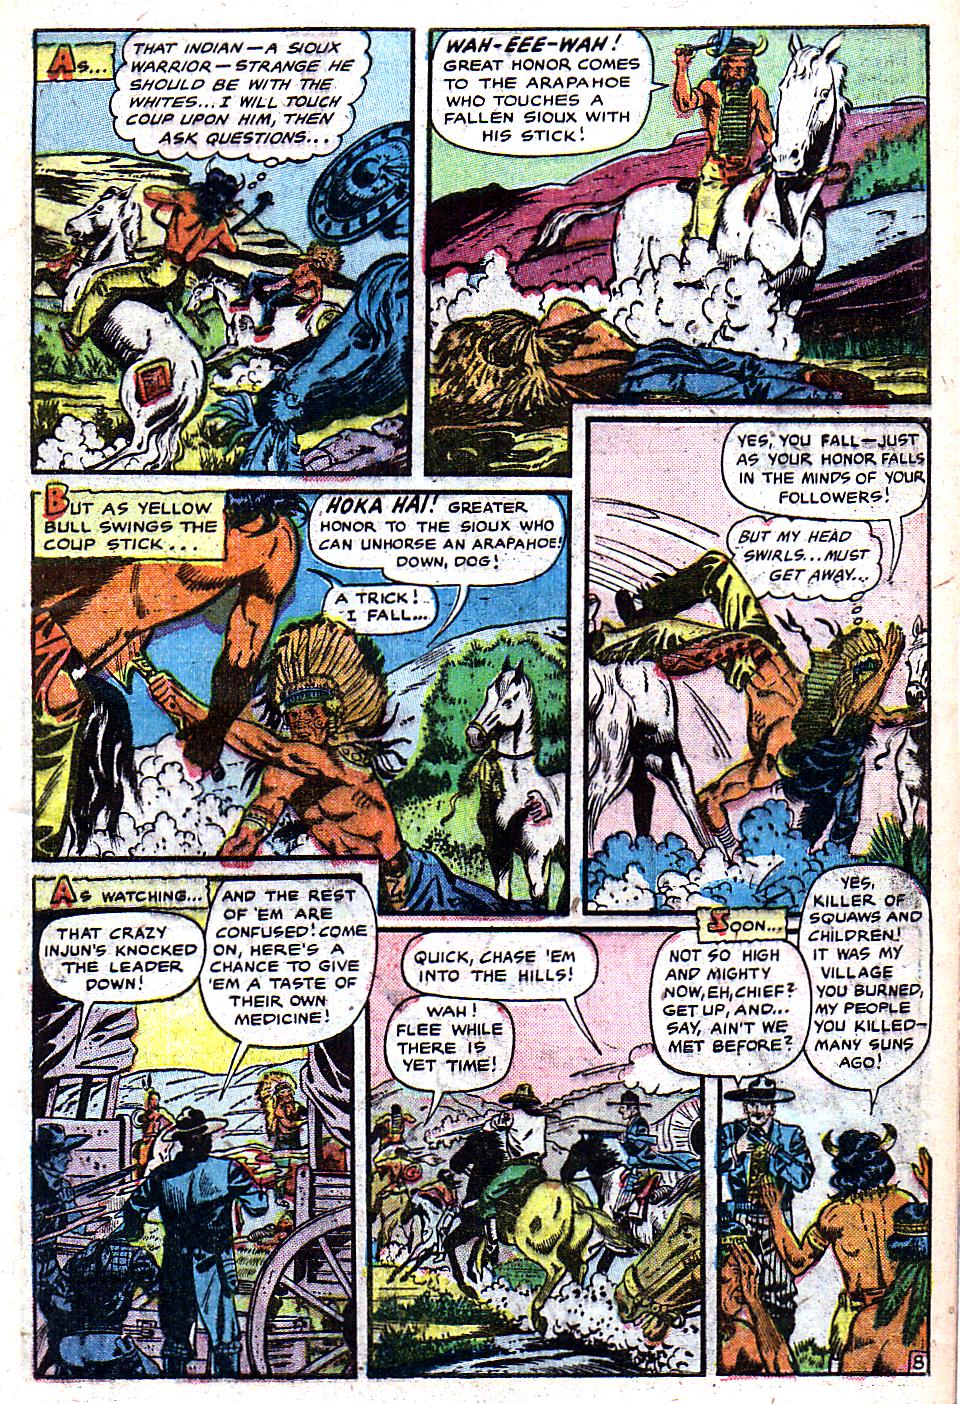 AS...
THAT INDIAN—A SIOUX
WARRIOR—STRANGE HE
SHOULD BE WITH THE
WHITES...I WILL TOUCH
COUP UPON HIM, THEN
ASK QUESTIONS...
WAH-EEE-WAH!
GREAT HONOR COMES
TO THE ARAPAHOE
WHO TOUCHES A
FALLEN SIOUX WITH
HIS STICK!
BUT AS YELLOW
BULL SWINGS THE
COUP STICK...
HOKA HAI! GREATER
HONOR TO THE SIOUX WHO
CAN UNHORSE AN ARAPAHOE!
DOWN, DOG!
A TRICK!
I FALL...
YES, YOU FALL—JUST
AS YOUR HONOR FALLS
IN THE MINDS OF YOUR
FOLLOWERS!
BUT MY HEAD
SWIRLS...MUST
GET AWAY...
AS WATCHING...
THAT CRAZY
INJUN'S KNOCKED
THE LEADER
DOWN!
AND THE REST
OF 'EM ARE
CONFUSED! COME
ON, HERE'S A
CHANCE TO GIVE
'EM A TASTE OF
THEIR OWN
MEDICINE!
QUICK, CHASE 'EM
INTO THE HILLS!
WAH!
FLEE WHILE
THERE IS
YET TIME!
SOON...
NOT SO HIGH
AND MIGHTY
NOW, EH, CHIEF?
GET UP, AND...
SAY, AIN'T WE
MET BEFORE?
YES,
KILLER OF
SQUAWS AND
CHILDREN!
IT WAS MY
VILLAGE
YOU BURNED,
MY PEOPLE
YOU KILLED—
MANY SUNS
AGO!
8